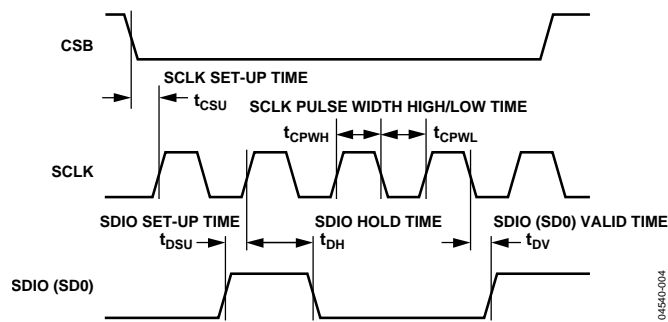 CSB
SCLK SET-UP TIME
tCSU
SCLK PULSE WIDTH HIGH/LOW TIME
tCPWH
tCPWL
SCLK
SDIO SET-UP TIME
SDIO HOLD TIME
SDIO (SD0) VALID TIME
tDSU
tDH
tDV
SDIO (SD0)
04540-004